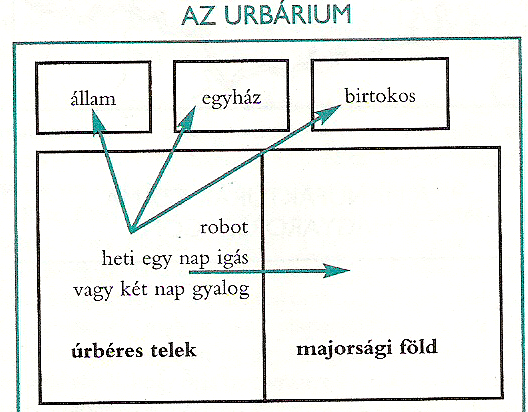 AZ URBÁRIUM
állam
egyház
birtokos
robot
heti egy nap igás
vagy két nap gyalog
úrbéres telek
majorsági föld